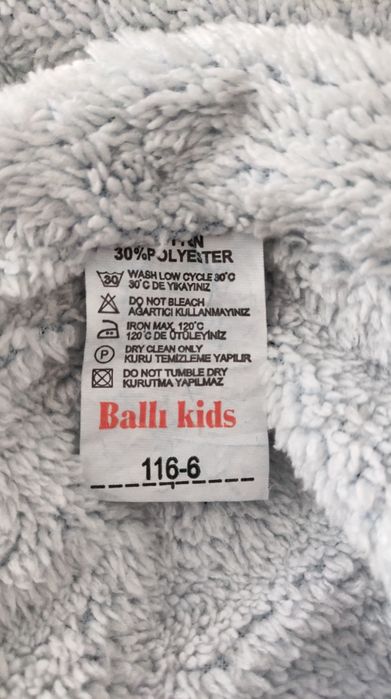 30%POLYESTER
30
WASH LOW CYCLE 30°C
30°C DE YIKAYINIZ
DO NOT BLEACH
AĞARTICI KULLANMAYINIZ
IRON MAX. 120°C
120°C DE ÜTÜLEYİNİZ
P
DRY CLEAN ONLY
KURU TEMİZLEME YAPILIR
DO NOT TUMBLE DRY
KURUTMA YAPILMAZ
Ballı kids
116-6